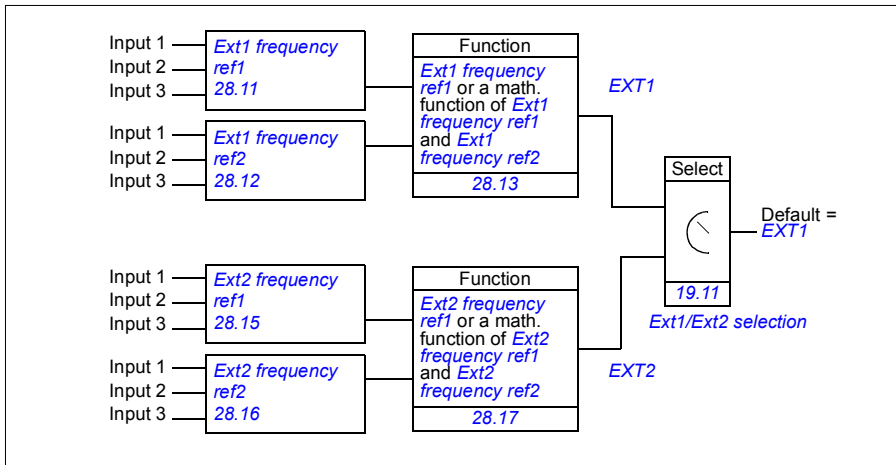 Input 1
Input 2
Input 3
Ext1 frequency
ref1
28.11
Input 1
Input 2
Input 3
Ext1 frequency
ref2
28.12
Function
Ext1 frequency
ref1 or a math.
function of Ext1
frequency ref1
and Ext1
frequency ref2
28.13
EXT1
Input 1
Input 2
Input 3
Ext2 frequency
ref1
28.15
Input 1
Input 2
Input 3
Ext2 frequency
ref2
28.16
Function
Ext2 frequency
ref1 or a math.
function of Ext2
frequency ref1
and Ext2
frequency ref2
28.17
EXT2
Select
19.11
Ext1/Ext2 selection
Default =
EXT1